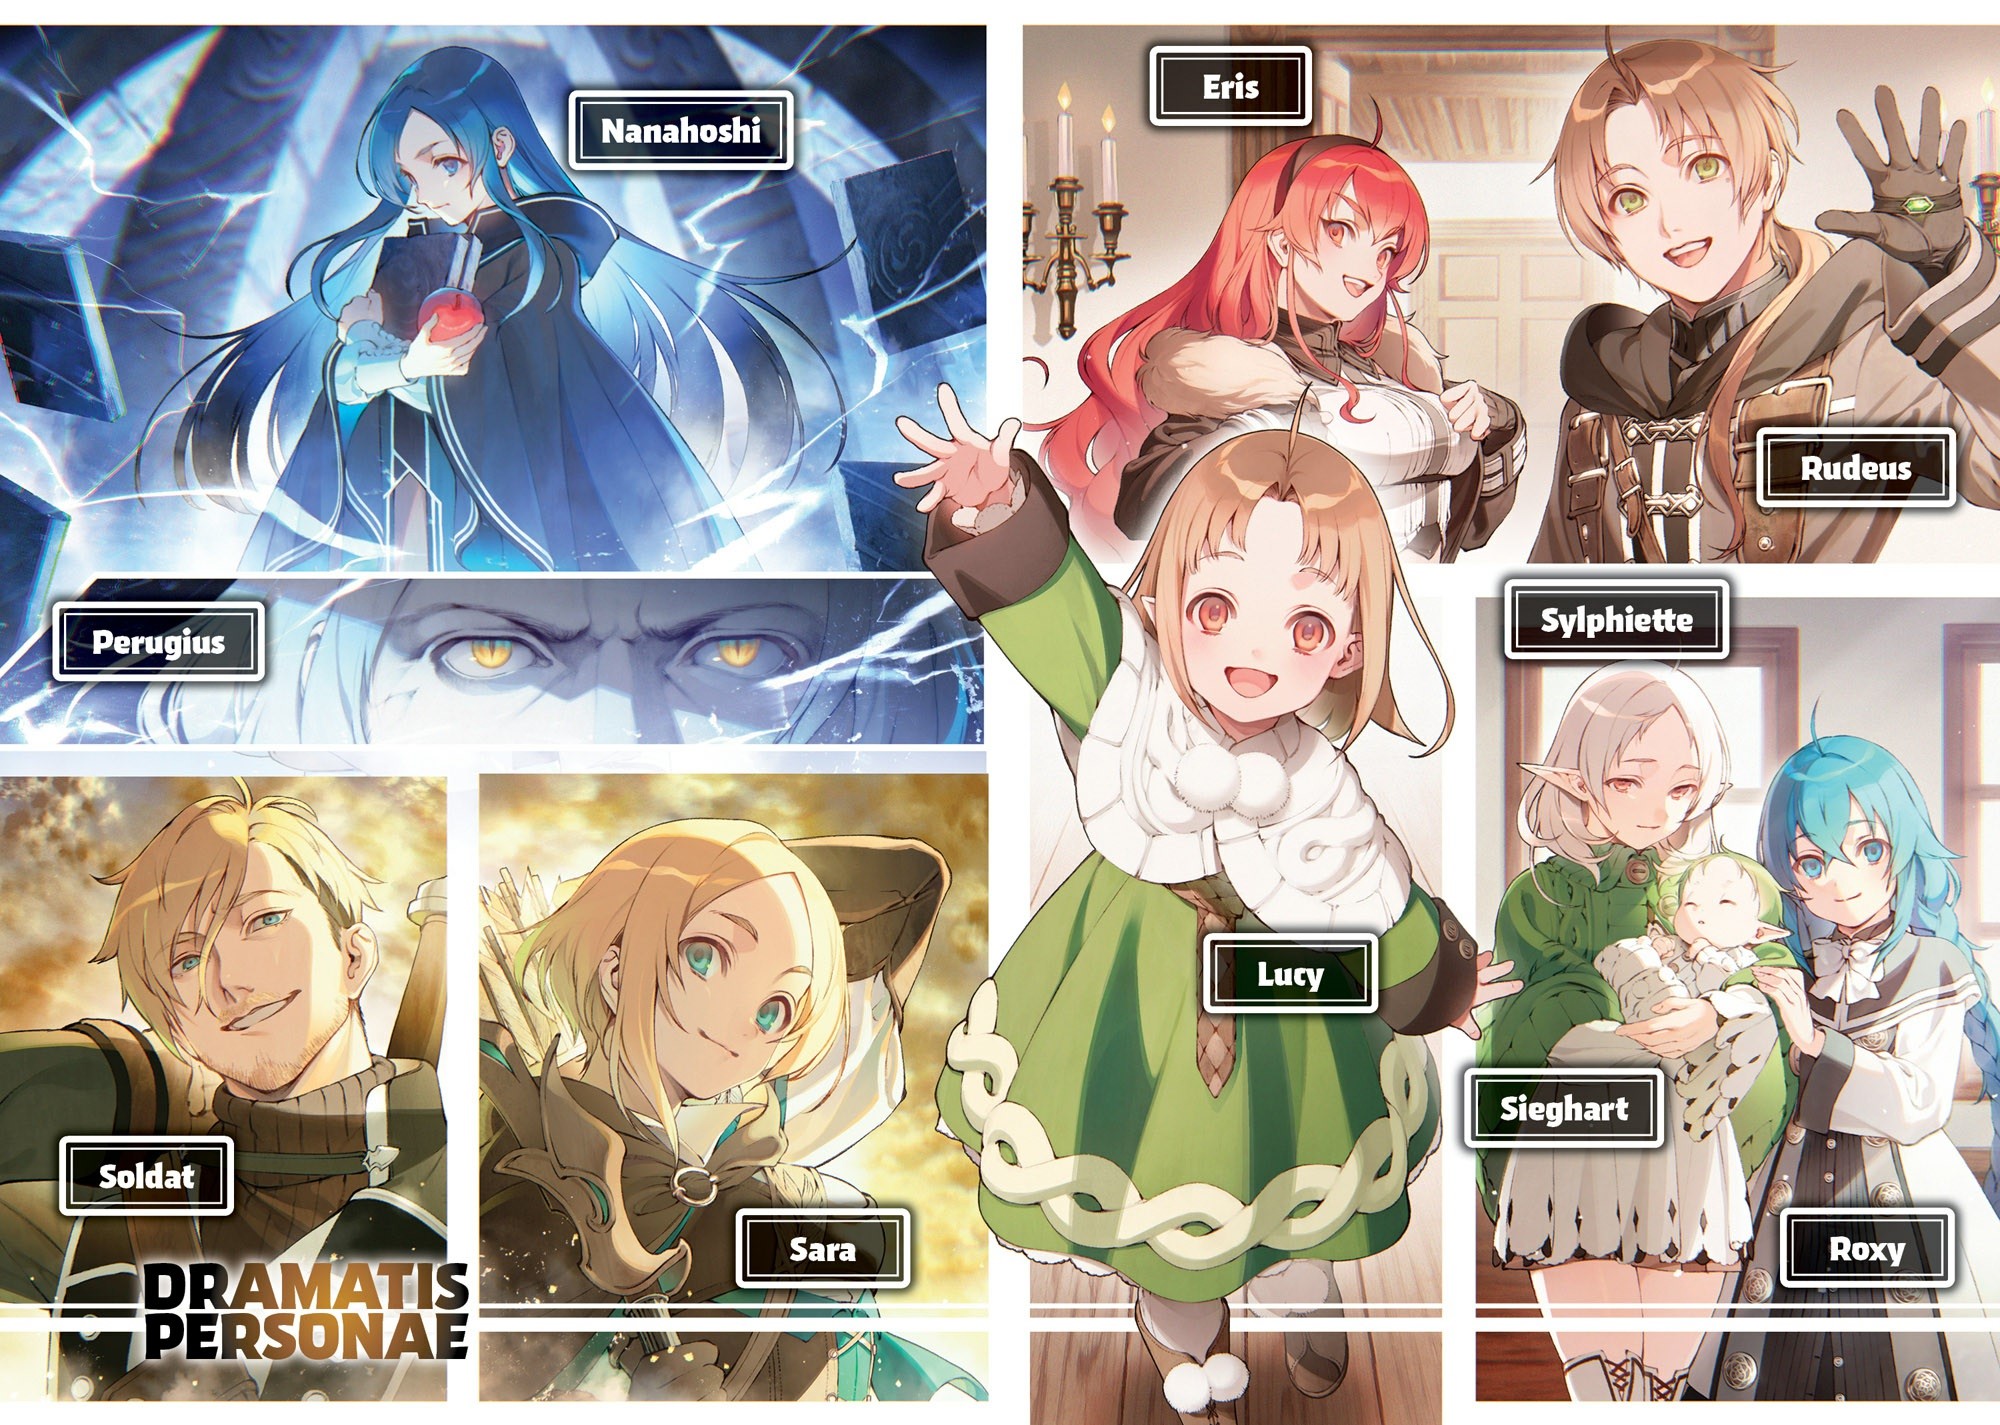 Nanahoshi
Eris
Rudeus
Perugius
Sylphiette
Lucy
Sieghart
Soldat
Sara
Roxy
DRAMATIS
PERSONAE